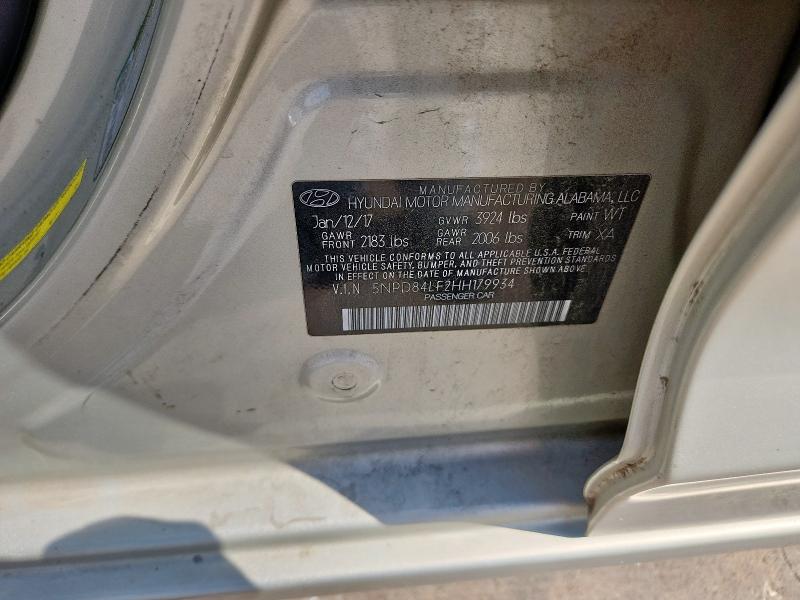 MANUFACTURED BY
HYUNDAI MOTOR MANUFACTURING ALABAMA, LLC
Jan/12/17 GVWR 3924 lbs PAINT WT
GAWR FRONT 2183 lbs GAWR REAR 2006 lbs TRIM XA
THIS VEHICLE CONFORMS TO ALL APPLICABLE U.S.A. FEDERAL
MOTOR VEHICLE SAFETY, BUMPER, AND THEFT PREVENTION STANDARDS
IN EFFECT ON THE DATE OF MANUFACTURE SHOWN ABOVE.
V.I.N 5NPD84LF2HH179934
PASSENGER CAR